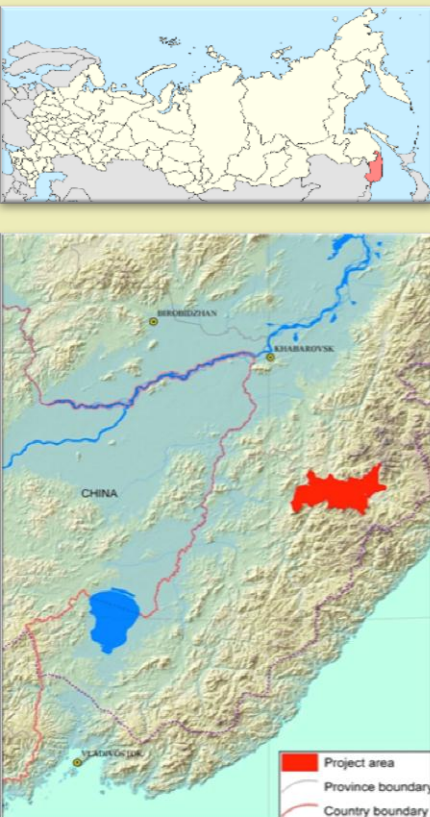 BIROBIDZHAN
KHABAROVSK
CHINA
VLADIVOSTOK
Project area
Province boundary
Country boundary